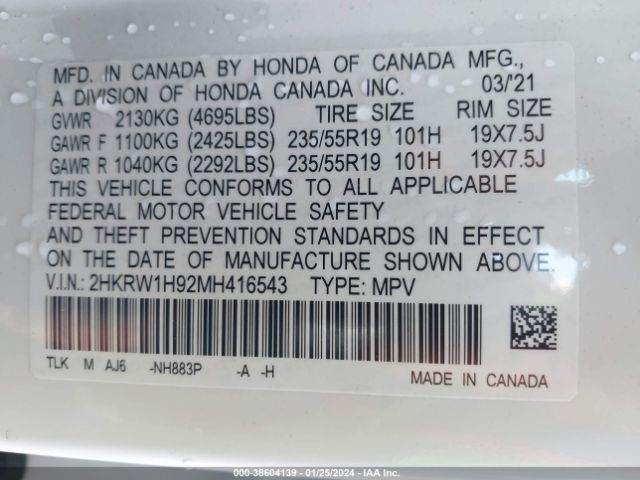 MFD. IN CANADA BY HONDA OF CANADA MFG.,
A DIVISION OF HONDA CANADA INC. 03/'21
GVWR 2130KG (4695LBS) TIRE SIZE RIM SIZE
GAWR F 1100KG (2425LBS) 235/55R19 101H 19X7.5J
GAWR R 1040KG (2292LBS) 235/55R19 101H 19X7.5J
THIS VEHICLE CONFORMS TO ALL APPLICABLE
FEDERAL MOTOR VEHICLE SAFETY
AND THEFT PREVENTION STANDARDS IN EFFECT
ON THE DATE OF MANUFACTURE SHOWN ABOVE.
V.I.N.: 2HKRW1H92MH416543 TYPE: MPV
TLK M AJ6 -NH883P -A -H
MADE IN CANADA
000-38604139 - 01/25/2024 - IAA Inc.